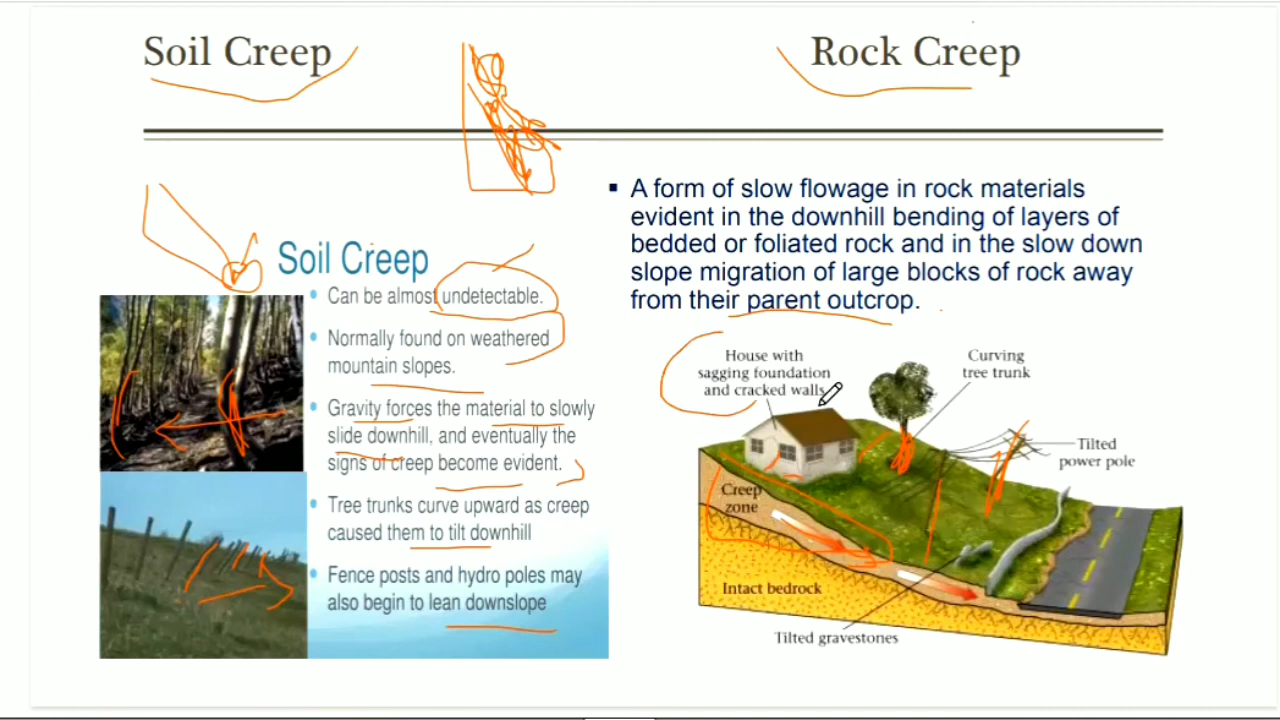 Soil Creep
Rock Creep
▪ A form of slow flowage in rock materials
evident in the downhill bending of layers of
bedded or foliated rock and in the slow down
slope migration of large blocks of rock away
from their parent outcrop.
Soil Creep
• Can be almost undetectable.
• Normally found on weathered
mountain slopes.
• Gravity forces the material to slowly
slide downhill, and eventually the
signs of creep become evident.
• Tree trunks curve upward as creep
caused them to tilt downhill
• Fence posts and hydro poles may
also begin to lean downslope
House with
sagging foundation
and cracked walls
Curving
tree trunk
Tilted
power pole
Creep
zone
Intact bedrock
Tilted gravestones